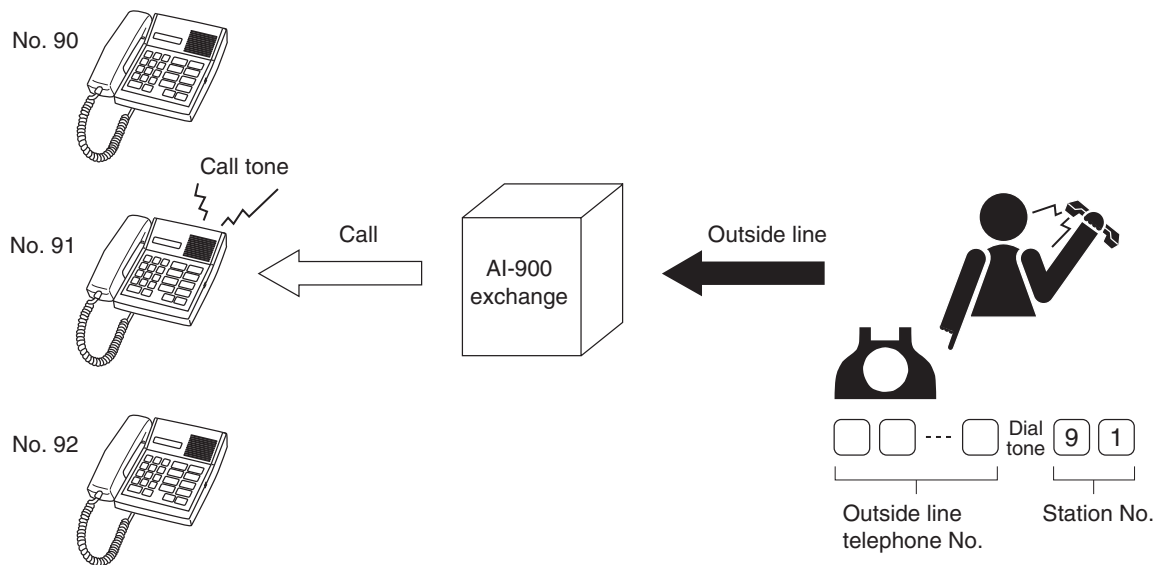 No. 90
Call tone
No. 91
Call
AI-900
exchange
Outside line
No. 92
Dial
tone
9 1
Outside line
telephone No.
Station No.